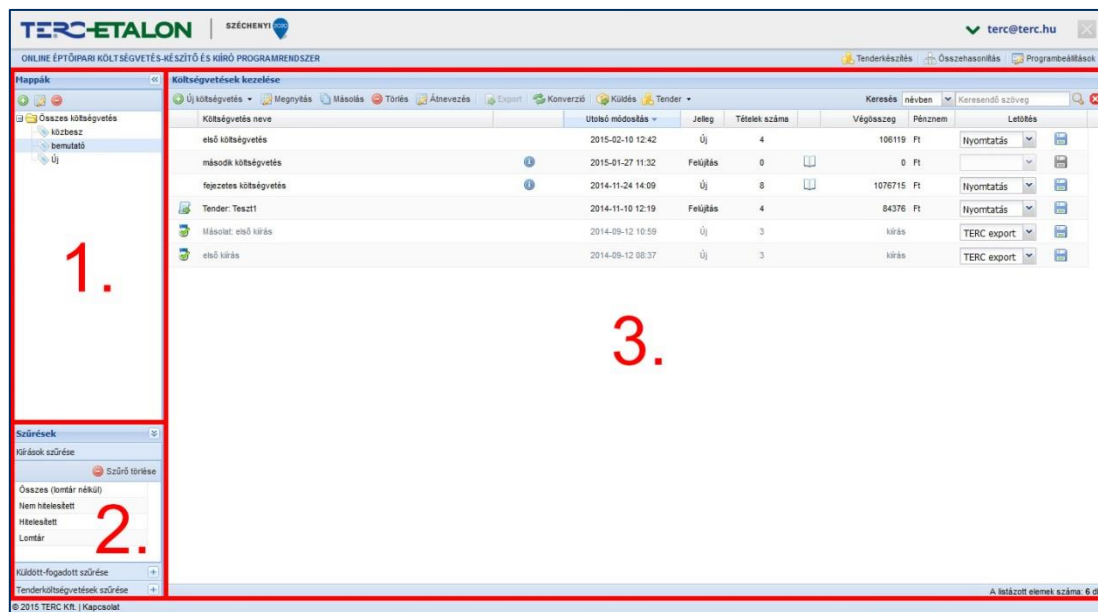 TERC-ETALON SZÉCHENYI 2020 terc@terc.hu
ONLINE ÉPTŐIPARI KÖLTSÉGVETÉS-KÉSZÍTŐ ÉS KIÍRÓ PROGRAMRENDSZER Tenderkészítés Összehasonlítás Programbeállítások
Mappák
Összes költségvetés
közbesz
bemutató
Új
1.
Szűrések
Kiírások szűrése
Szűrő törlése
Összes (lomtár nélkül)
Nem hitelesített
Hitelesített
Lomtár
2.
Küldött-fogadott szűrése
Tenderköltségvetések szűrése
Költségvetések kezelése
Új költségvetés Megnyitás Másolás Törlés Átnevezés Export Konverzió Küldés Tender Keresés névben Keresendő szöveg
Költségvetés neve Utolsó módosítás Jelleg Tételek száma Végösszeg Pénznem Letöltés
első költségvetés 2015-02-10 12:42 Új 4 106119 Ft Nyomtatás
második költségvetés 2015-01-27 11:32 Felújítás 0 0 Ft
fejezetes költségvetés 2014-11-24 14:09 Új 8 1076715 Ft Nyomtatás
Tender: Teszt1 2014-11-10 12:19 Felújítás 4 84376 Ft Nyomtatás
Másolat: első kiírás 2014-09-12 10:59 Új 3 kiírás TERC export
első kiírás 2014-09-12 08:37 Új 3 kiírás TERC export
3.
A listázott elemek száma: 6 db
© 2015 TERC Kft. | Kapcsolat